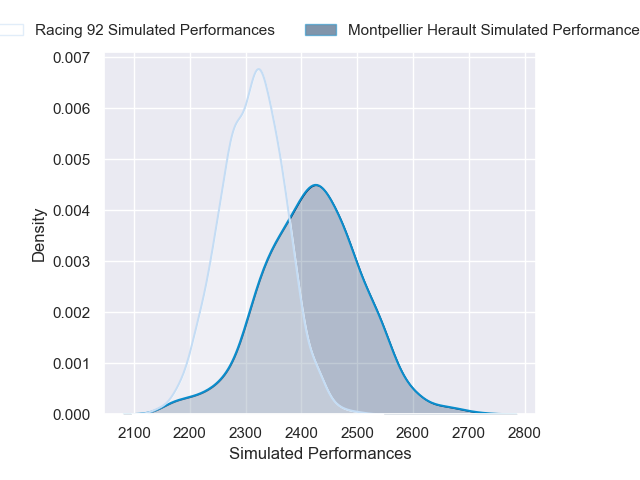 Racing 92 Simulated Performances
Montpellier Herault Simulated Performance
0.007
0.006
0.005
0.004
0.003
0.002
0.001
0.000
Density
2100 2200 2300 2400 2500 2600 2700 2800
Simulated Performances